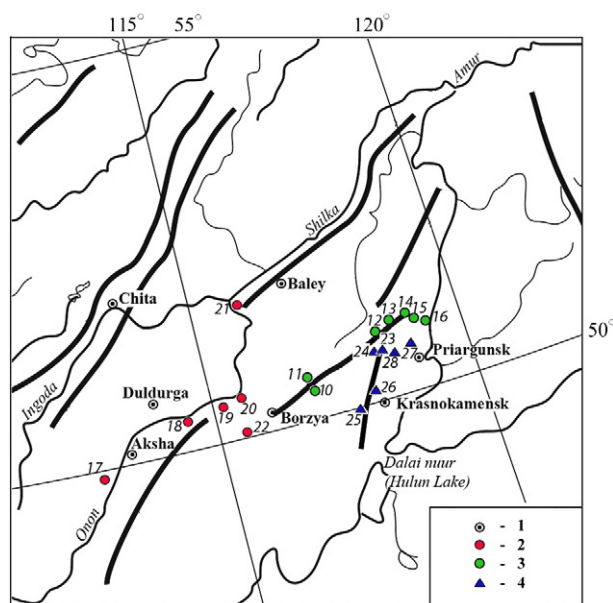 115° 55° 120°
Amur
Shilka
Baley
Chita
21
14
13 15
16
12
23
24 27
28
Priargunsk
50°
Ingoda
Duldurga
11
10
20
19
18
Borzya
22
26
25
Krasnokamensk
Aksha
17
Onon
Dalai nuur
(Hulun Lake)
- 1
- 2
- 3
- 4